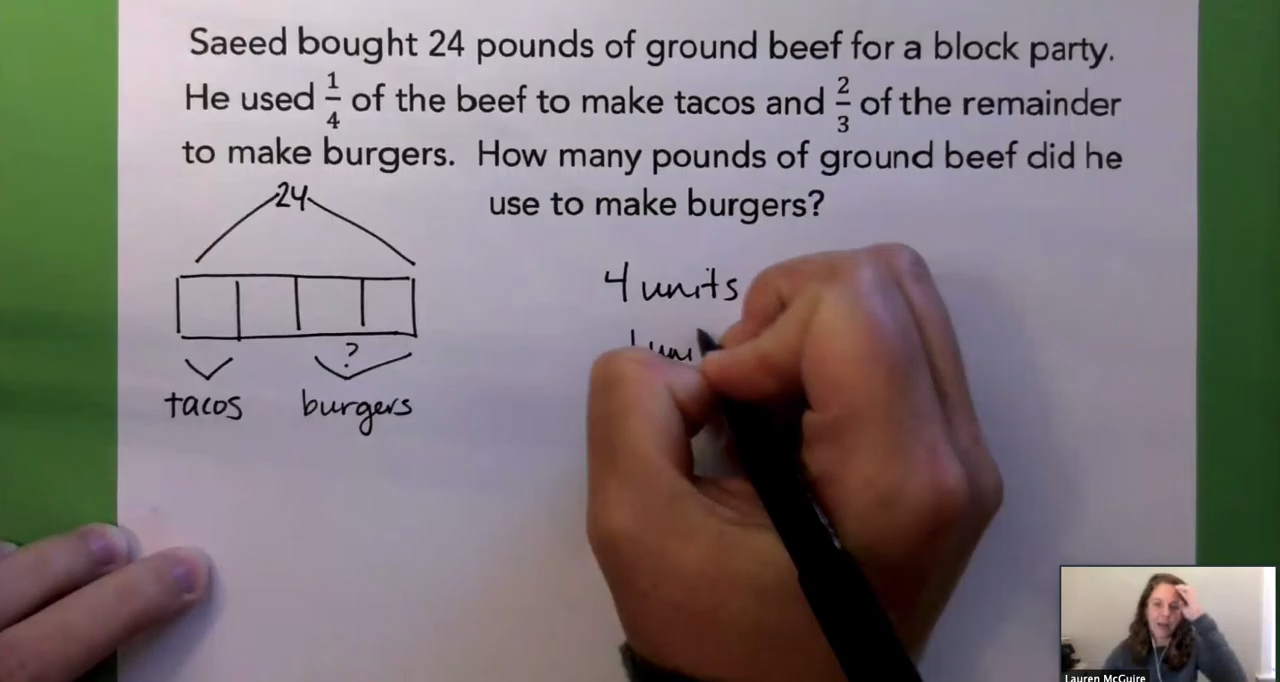 Saeed bought 24 pounds of ground beef for a block party.
He used 1/4 of the beef to make tacos and 2/3 of the remainder
to make burgers. How many pounds of ground beef did he
use to make burgers?
24
4 units
1 uni
?
tacos burgers
Lauren McGuire